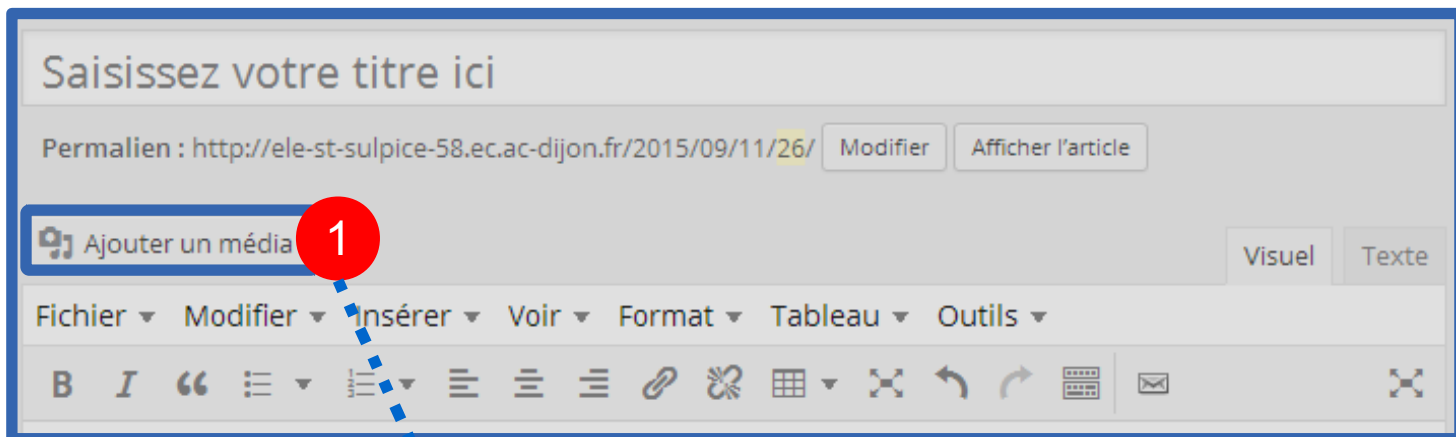 Saisissez votre titre ici
Permalien : http://ele-st-sulpice-58.ec.ac-dijon.fr/2015/09/11/26/ Modifier Afficher l'article
Ajouter un média 1 Visuel Texte
Fichier Modifier Insérer Voir Format Tableau Outils
B I